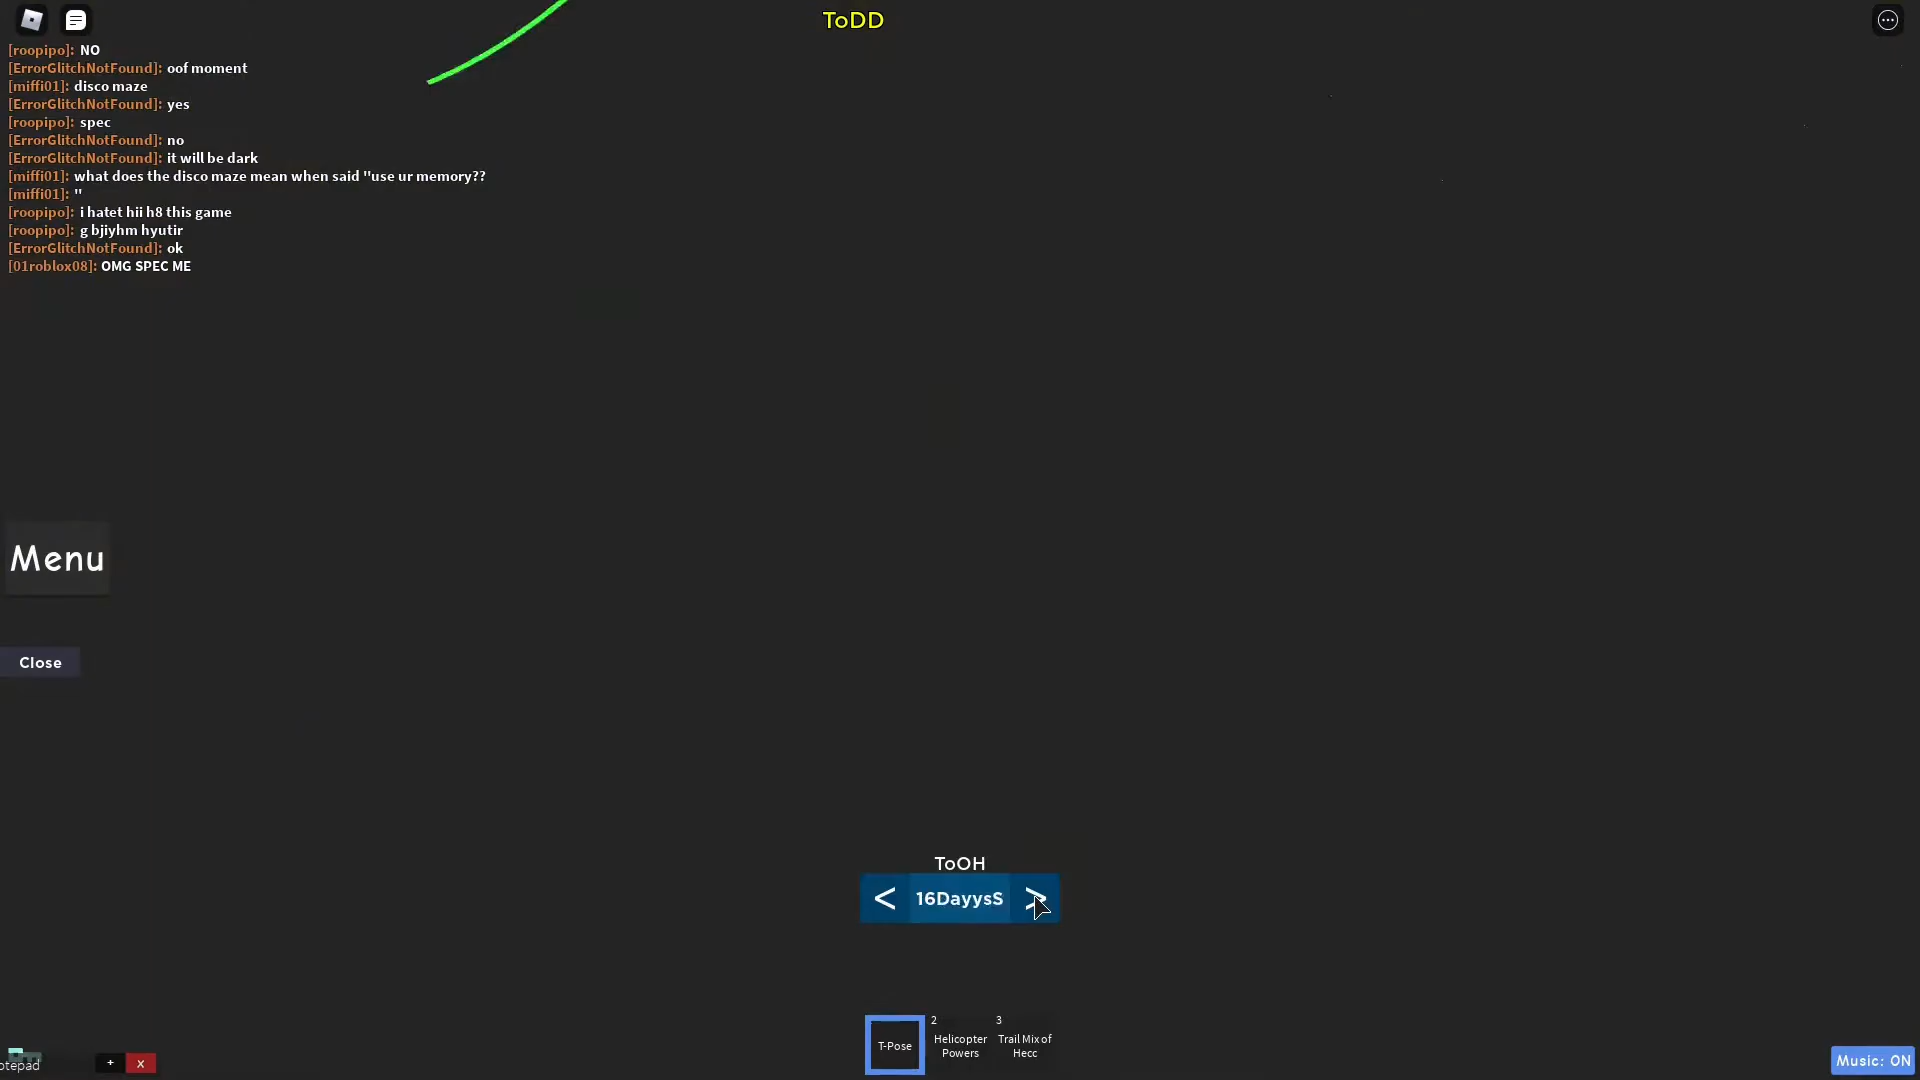 ToDD
[roopipo]: NO
[ErrorGlitchNotFound]: oof moment
[miffi01]: disco maze
[ErrorGlitchNotFound]: yes
[roopipo]: spec
[ErrorGlitchNotFound]: no
[ErrorGlitchNotFound]: it will be dark
[miffi01]: what does the disco maze mean when said "use ur memory??
[miffi01]: "
[roopipo]: i hatet hii h8 this game
[roopipo]: g bjiyhm hyutir
[ErrorGlitchNotFound]: ok
[01roblox08]: OMG SPEC ME
Menu
Close
ToOH
< 16DayysS >
T-Pose
2 Helicopter Powers
3 Trail Mix of Hecc
otepad + x
Music: ON